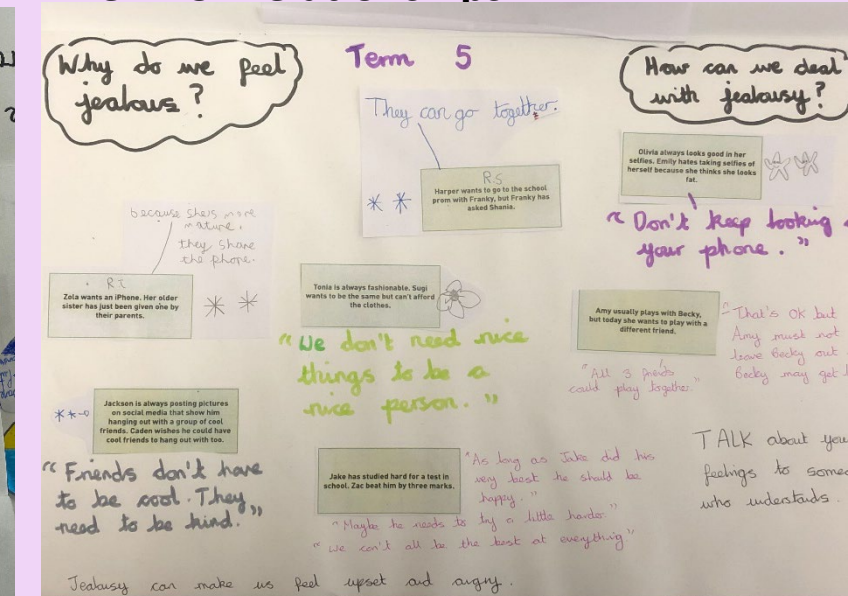 Why do we feel
jealous?
Term 5
How can we deal
with jealousy?
They can go together.
R.S
Harper wants to go to the school
prom with Franky, but Franky has
asked Shania.
Olivia always looks good in her
selfies. Emily hates taking selfies of
herself because she thinks she looks
fat.
"Don't keep looking
your phone."
because she's more
mature,
they share
the phone.
RT
Zola wants an iPhone. Her older
sister has just been given one by
their parents.
Tonia is always fashionable. Sugi
wants to be the same but can't afford
the clothes.
"We don't need nice
things to be a
nice person."
Amy usually plays with Becky,
but today she wants to play with a
different friend.
"That's OK but
Amy must not
leave Becky out
Becky may get
"All 3 friends
could play together."
Jackson is always posting pictures
on social media that show him
hanging out with a group of cool
friends. Caden wishes he could have
cool friends to hang out with too.
"Friends don't have
to be cool. They
need to be kind."
Jake has studied hard for a test in
school. Zac beat him by three marks.
"As long as Jake did his
very best he should be
happy."
"Maybe he needs to try a little harder"
"We can't all be the best at everything"
TALK about
feelings to
who understands.
Jealousy can make us feel upset and angry.